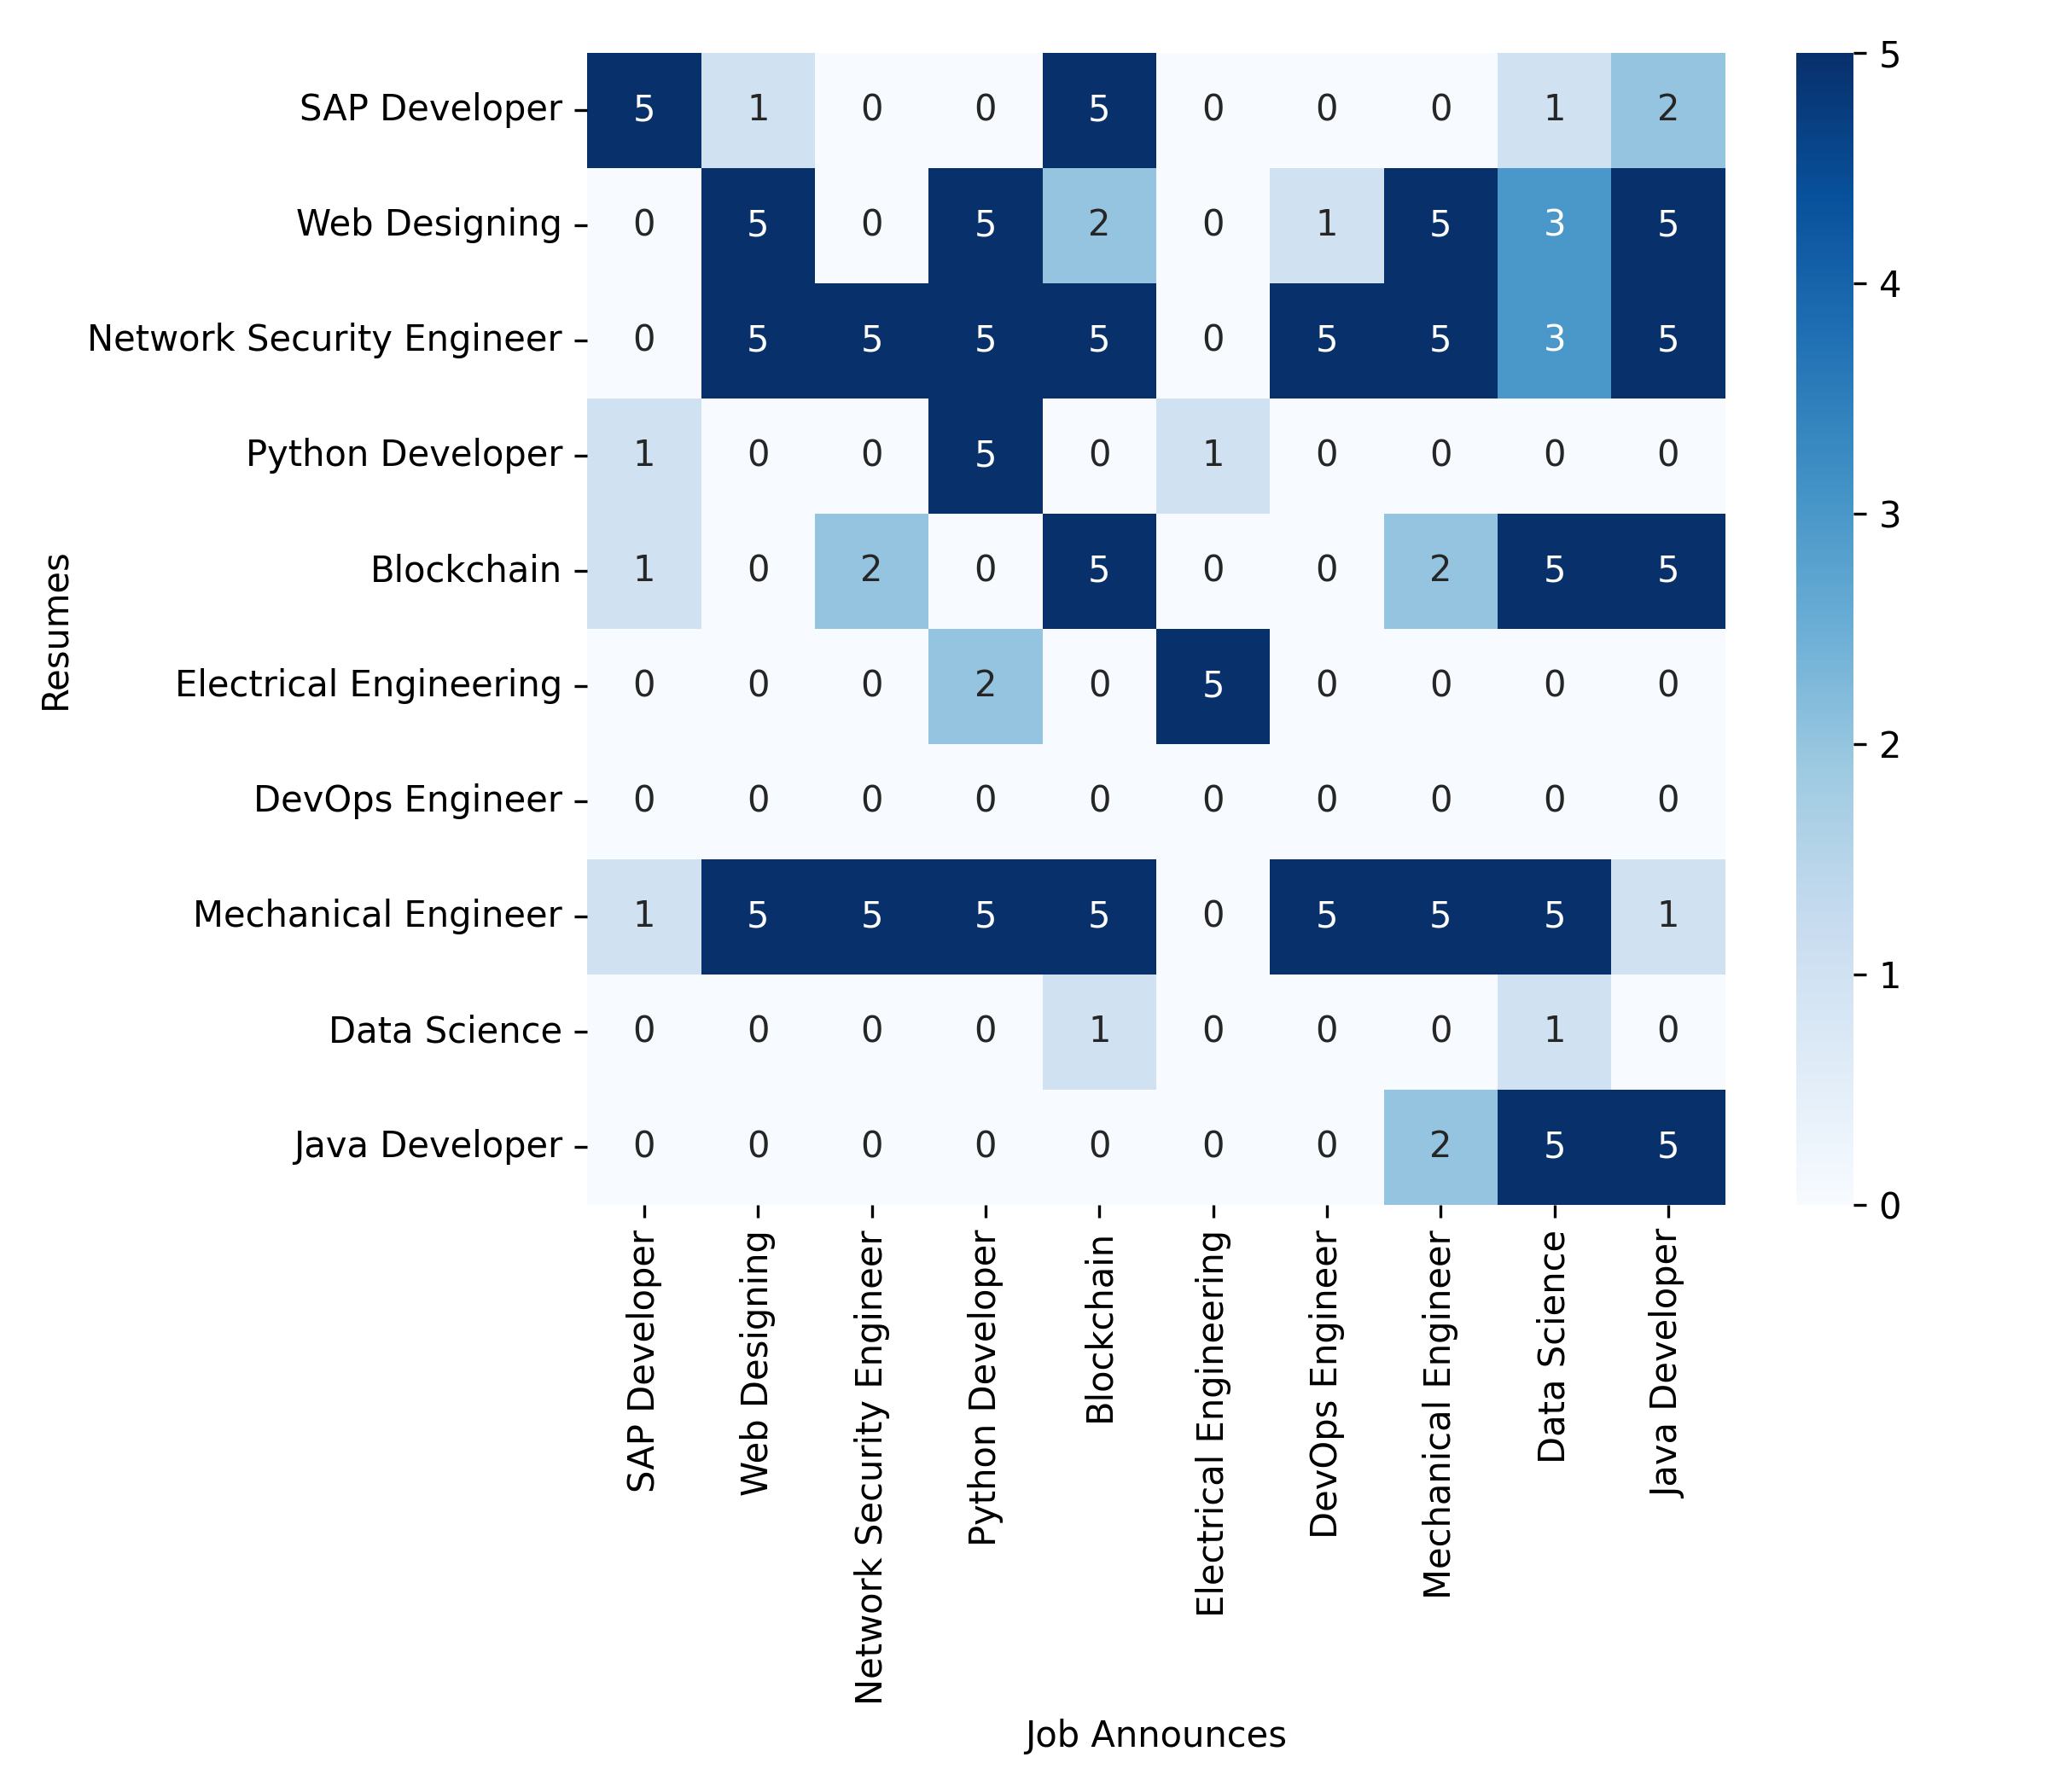 SAP Developer 5 1 0 0 5 0 0 0 1 2
Web Designing 0 5 0 5 2 0 1 5 3 5
Network Security Engineer 0 5 5 5 5 0 5 5 3 5
Python Developer 1 0 0 5 0 1 0 0 0 0
Blockchain 1 0 2 0 5 0 0 2 5 5
Electrical Engineering 0 0 0 2 0 5 0 0 0 0
DevOps Engineer 0 0 0 0 0 0 0 0 0 0
Mechanical Engineer 1 5 5 5 5 0 5 5 5 1
Data Science 0 0 0 0 1 0 0 0 1 0
Java Developer 0 0 0 0 0 0 0 2 5 5
Resumes
SAP Developer
Web Designing
Network Security Engineer
Python Developer
Blockchain
Electrical Engineering
DevOps Engineer
Mechanical Engineer
Data Science
Java Developer
Job Announces
5
4
3
2
1
0